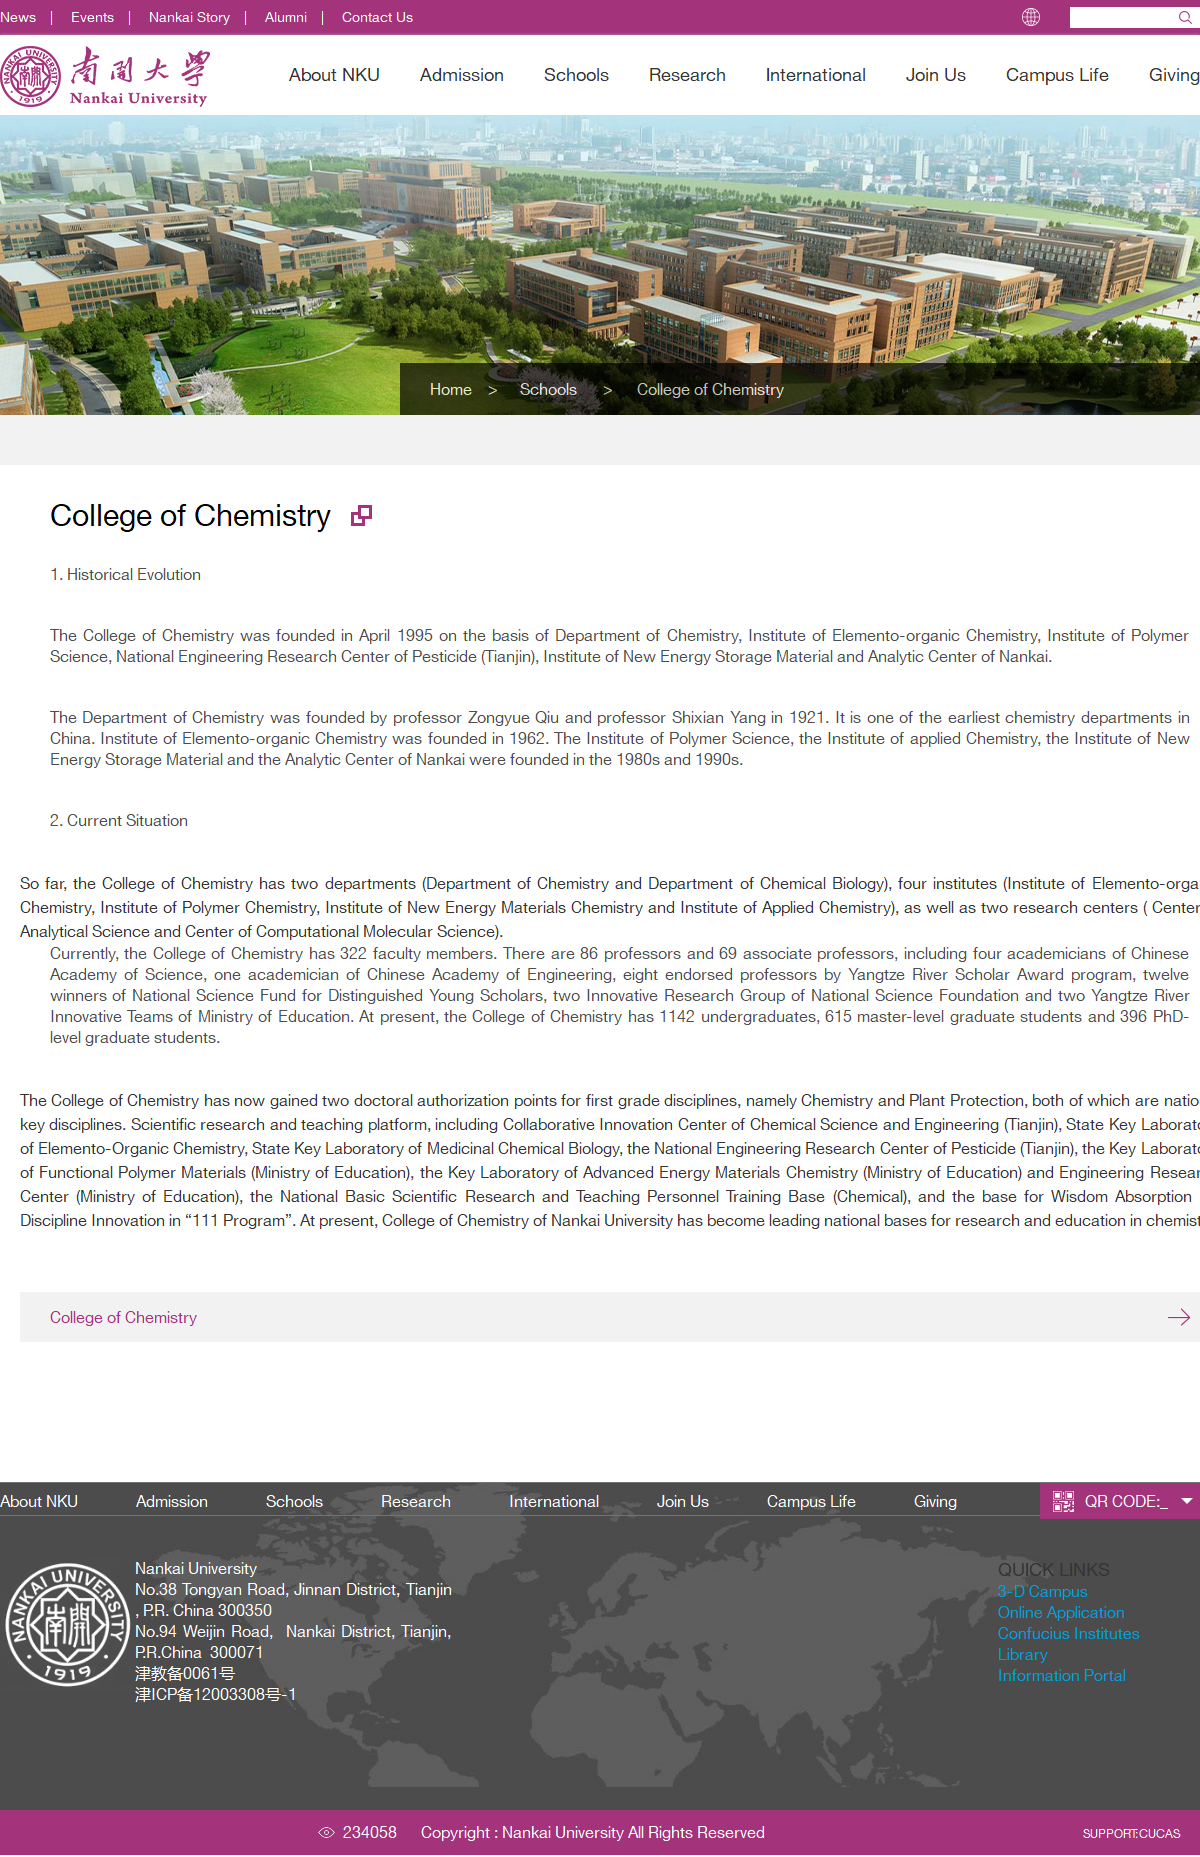 News | Events | Nankai Story | Alumni | Contact Us
NANKAI UNIVERSITY 1919 南開大學
Nankai University
About NKU Admission Schools Research International Join Us Campus Life Giving
Home > Schools > College of Chemistry
College of Chemistry
1. Historical Evolution
The College of Chemistry was founded in April 1995 on the basis of Department of Chemistry, Institute of Elemento-organic Chemistry, Institute of Polymer
Science, National Engineering Research Center of Pesticide (Tianjin), Institute of New Energy Storage Material and Analytic Center of Nankai.
The Department of Chemistry was founded by professor Zongyue Qiu and professor Shixian Yang in 1921. It is one of the earliest chemistry departments in
China. Institute of Elemento-organic Chemistry was founded in 1962. The Institute of Polymer Science, the Institute of applied Chemistry, the Institute of New
Energy Storage Material and the Analytic Center of Nankai were founded in the 1980s and 1990s.
2. Current Situation
So far, the College of Chemistry has two departments (Department of Chemistry and Department of Chemical Biology), four institutes (Institute of Elemento-orga
Chemistry, Institute of Polymer Chemistry, Institute of New Energy Materials Chemistry and Institute of Applied Chemistry), as well as two research centers ( Center
Analytical Science and Center of Computational Molecular Science).
Currently, the College of Chemistry has 322 faculty members. There are 86 professors and 69 associate professors, including four academicians of Chinese
Academy of Science, one academician of Chinese Academy of Engineering, eight endorsed professors by Yangtze River Scholar Award program, twelve
winners of National Science Fund for Distinguished Young Scholars, two Innovative Research Group of National Science Foundation and two Yangtze River
Innovative Teams of Ministry of Education. At present, the College of Chemistry has 1142 undergraduates, 615 master-level graduate students and 396 PhD-
level graduate students.
The College of Chemistry has now gained two doctoral authorization points for first grade disciplines, namely Chemistry and Plant Protection, both of which are natio
key disciplines. Scientific research and teaching platform, including Collaborative Innovation Center of Chemical Science and Engineering (Tianjin), State Key Laborato
of Elemento-Organic Chemistry, State Key Laboratory of Medicinal Chemical Biology, the National Engineering Research Center of Pesticide (Tianjin), the Key Laborato
of Functional Polymer Materials (Ministry of Education), the Key Laboratory of Advanced Energy Materials Chemistry (Ministry of Education) and Engineering Resear
Center (Ministry of Education), the National Basic Scientific Research and Teaching Personnel Training Base (Chemical), and the base for Wisdom Absorption
Discipline Innovation in “111 Program”. At present, College of Chemistry of Nankai University has become leading national bases for research and education in chemist
College of Chemistry
About NKU Admission Schools Research International Join Us Campus Life Giving QR CODE:_
NANKAI UNIVERSITY 南開 1919
Nankai University
No.38 Tongyan Road, Jinnan District, Tianjin
, P.R. China 300350
No.94 Weijin Road, Nankai District, Tianjin,
P.R.China 300071
津教备0061号
津ICP备12003308号-1
QUICK LINKS
3-D Campus
Online Application
Confucius Institutes
Library
Information Portal
234058 Copyright : Nankai University All Rights Reserved SUPPORT:CUCAS